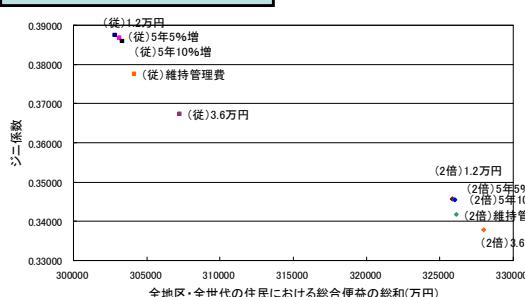 0.39000
0.38000
0.37000
0.36000
0.35000
0.34000
0.33000
ジニ係数
(従)1.2万円
(従)5年5%増
(従)5年10%増
(従)維持管理費
(従)3.6万円
(2倍)1.2万円
(2倍)5年5%
(2倍)5年10
(2倍)維持管
(2倍)3.6
300000 305000 310000 315000 320000 325000 330000
全地区・全世代の住民における総合便益の総和(万円)